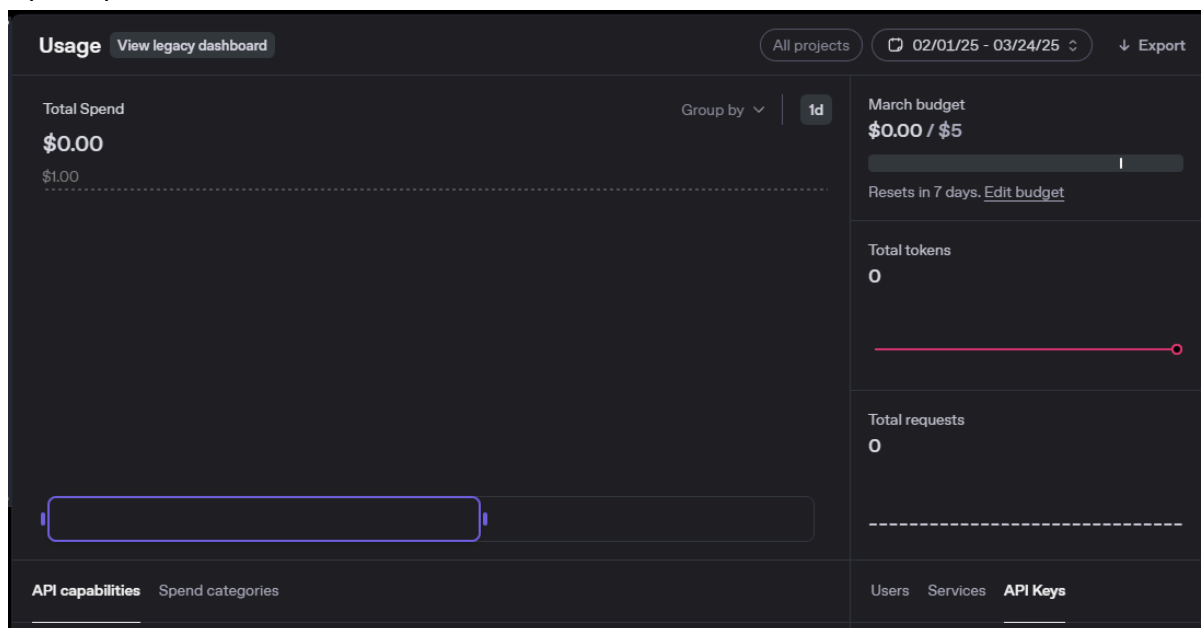 Usage View legacy dashboard
All projects 02/01/25 - 03/24/25 Export
Total Spend
Group by 1d
$0.00
$1.00
March budget
$0.00 / $5
Resets in 7 days. Edit budget
Total tokens
0
Total requests
0
API capabilities Spend categories
Users Services API Keys